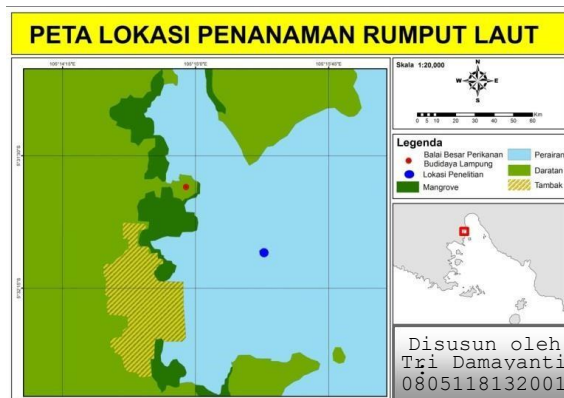 PETA LOKASI PENANAMAN RUMPUT LAUT
Skala 1:20,000
N
W E
S
0 5 10 20 30 40 50 60
Km
Legenda
Balai Besar Perikanan
Budidaya Lampung
Lokasi Penelitian
Mangrove
Perairan
Daratan
Tambak
Disusun oleh
:
Tri Damayanti
08051181320010